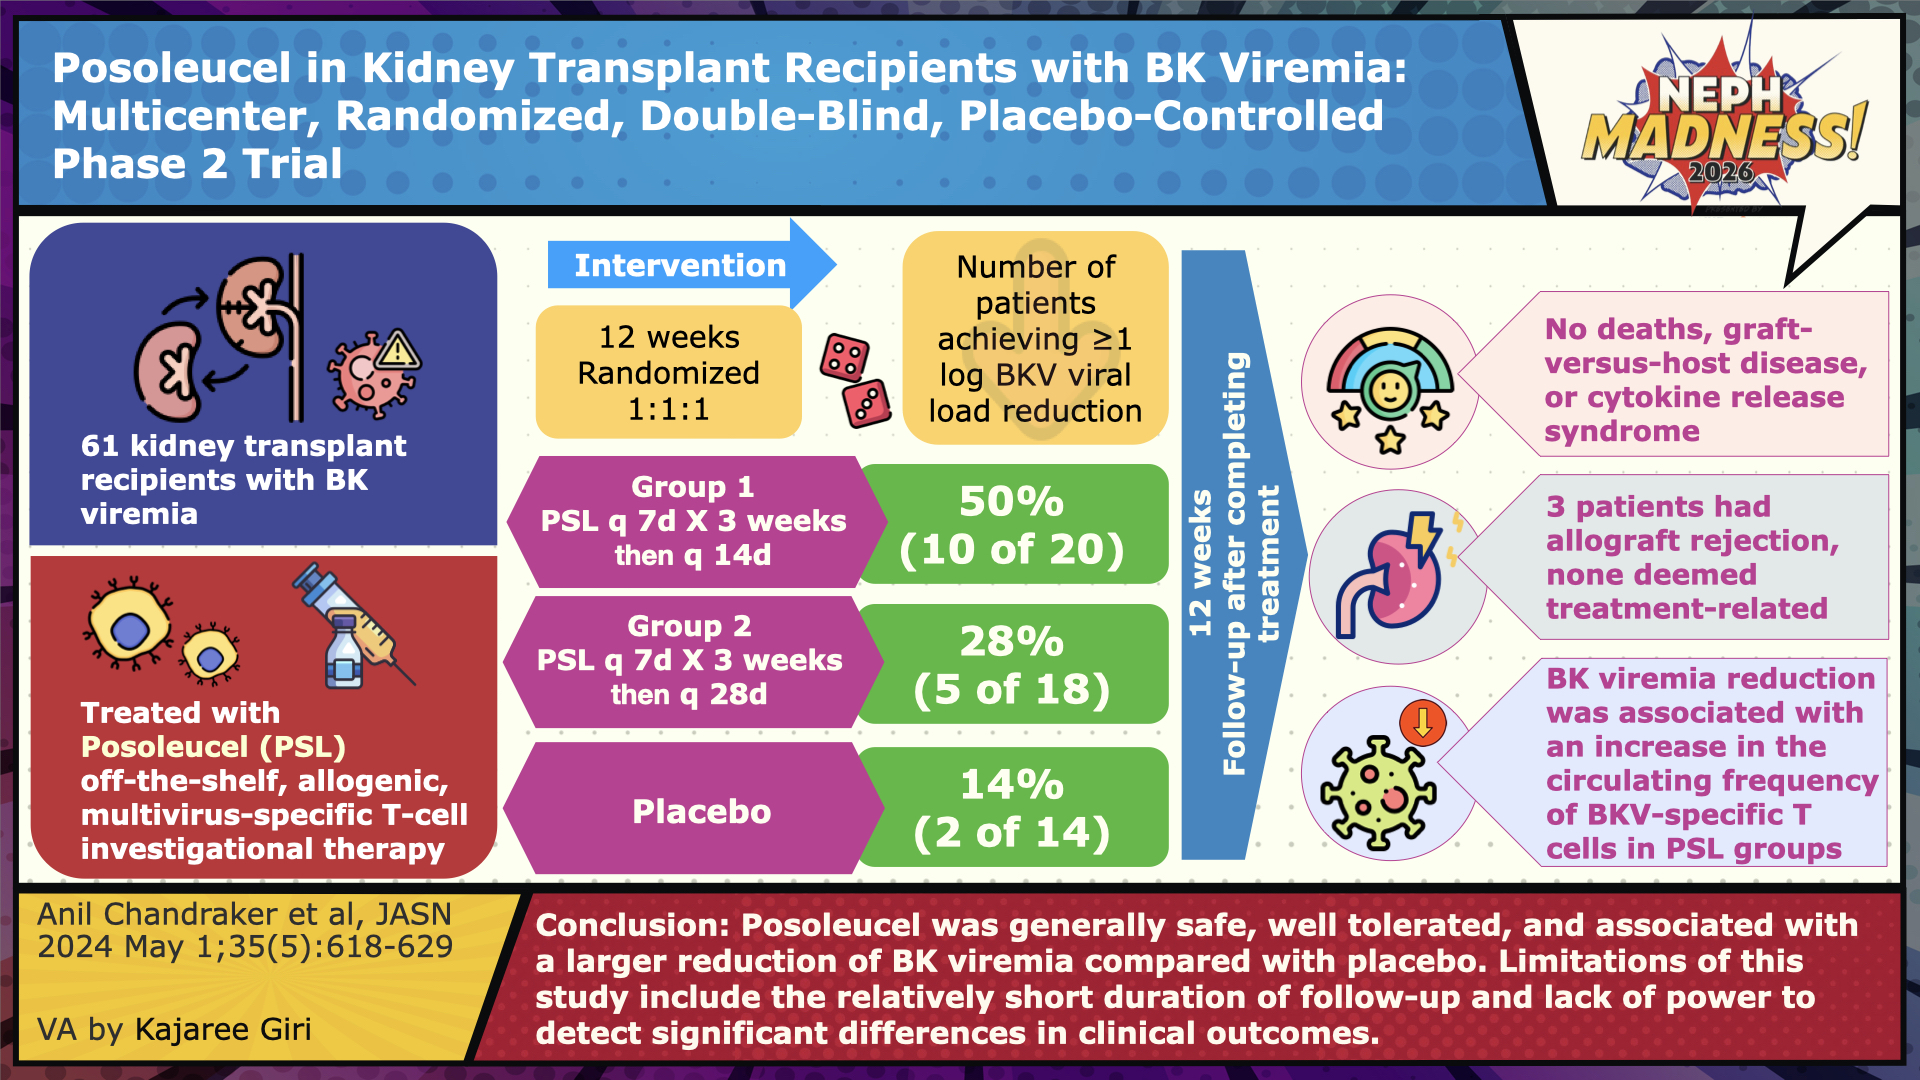 Posoleucel in Kidney Transplant Recipients with BK Viremia:
Multicenter, Randomized, Double-Blind, Placebo-Controlled
Phase 2 Trial
NEPH
MADNESS!
2026
61 kidney transplant
recipients with BK
viremia
Treated with
Posoleucel (PSL)
off-the-shelf, allogenic,
multivirus-specific T-cell
investigational therapy
Intervention
12 weeks
Randomized
1:1:1
Number of
patients
achieving ≥1
log BKV viral
load reduction
Group 1
PSL q 7d X 3 weeks
then q 14d
50%
(10 of 20)
Group 2
PSL q 7d X 3 weeks
then q 28d
28%
(5 of 18)
Placebo
14%
(2 of 14)
12 weeks
Follow-up after completing
treatment
No deaths, graft-
versus-host disease,
or cytokine release
syndrome
3 patients had
allograft rejection,
none deemed
treatment-related
BK viremia reduction
was associated with
an increase in the
circulating frequency
of BKV-specific T
cells in PSL groups
Anil Chandraker et al, JASN
2024 May 1;35(5):618-629
VA by Kajaree Giri
Conclusion: Posoleucel was generally safe, well tolerated, and associated with
a larger reduction of BK viremia compared with placebo. Limitations of this
study include the relatively short duration of follow-up and lack of power to
detect significant differences in clinical outcomes.